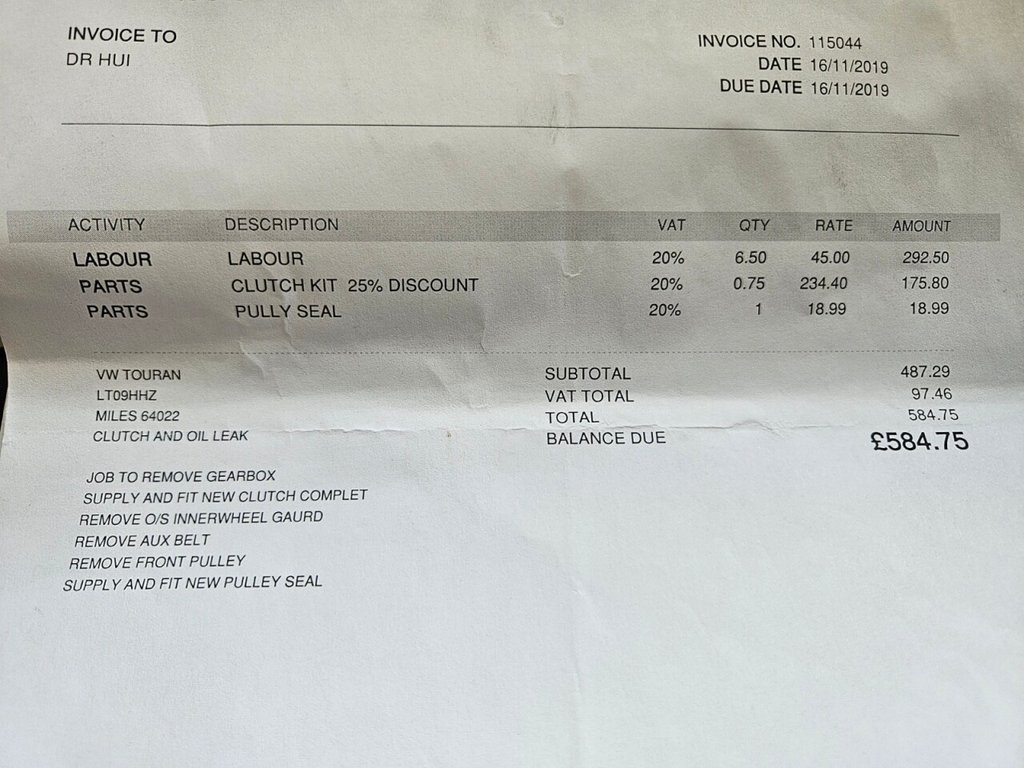 INVOICE TO
DR HUI
INVOICE NO. 115044
DATE 16/11/2019
DUE DATE 16/11/2019
ACTIVITY DESCRIPTION VAT QTY RATE AMOUNT
LABOUR LABOUR 20% 6.50 45.00 292.50
PARTS CLUTCH KIT 25% DISCOUNT 20% 0.75 234.40 175.80
PARTS PULLY SEAL 20% 1 18.99 18.99
VW TOURAN SUBTOTAL 487.29
LT09HHZ VAT TOTAL 97.46
MILES 64022 TOTAL 584.75
CLUTCH AND OIL LEAK BALANCE DUE £584.75
JOB TO REMOVE GEARBOX
SUPPLY AND FIT NEW CLUTCH COMPLET
REMOVE O/S INNERWHEEL GAURD
REMOVE AUX BELT
REMOVE FRONT PULLEY
SUPPLY AND FIT NEW PULLEY SEAL